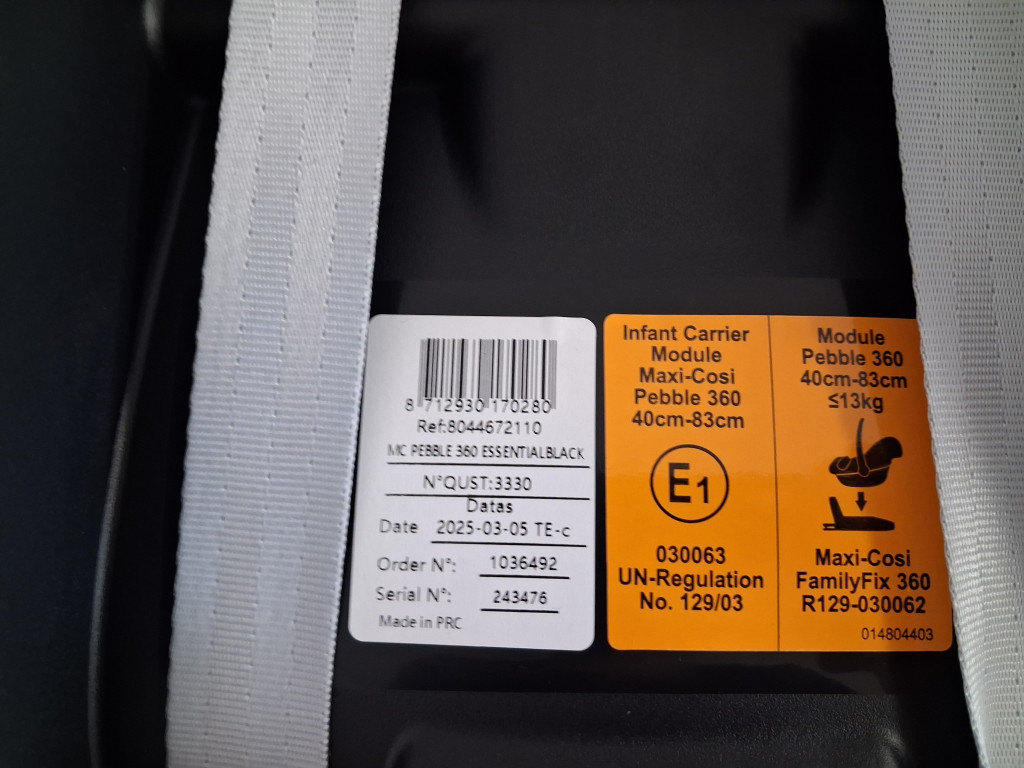 8 712930 170280
Ref:8044672110
MC PEBBLE 360 ESSENTIALBLACK
N°QUST:3330
Datas
Date 2025-03-05 TE-c
Order N°: 1036492
Serial N°: 243476
Made in PRC
Infant Carrier
Module
Maxi-Cosi
Pebble 360
40cm-83cm
E1
030063
UN-Regulation
No. 129/03
Module
Pebble 360
40cm-83cm
≤13kg
Maxi-Cosi
FamilyFix 360
R129-030062
014804403